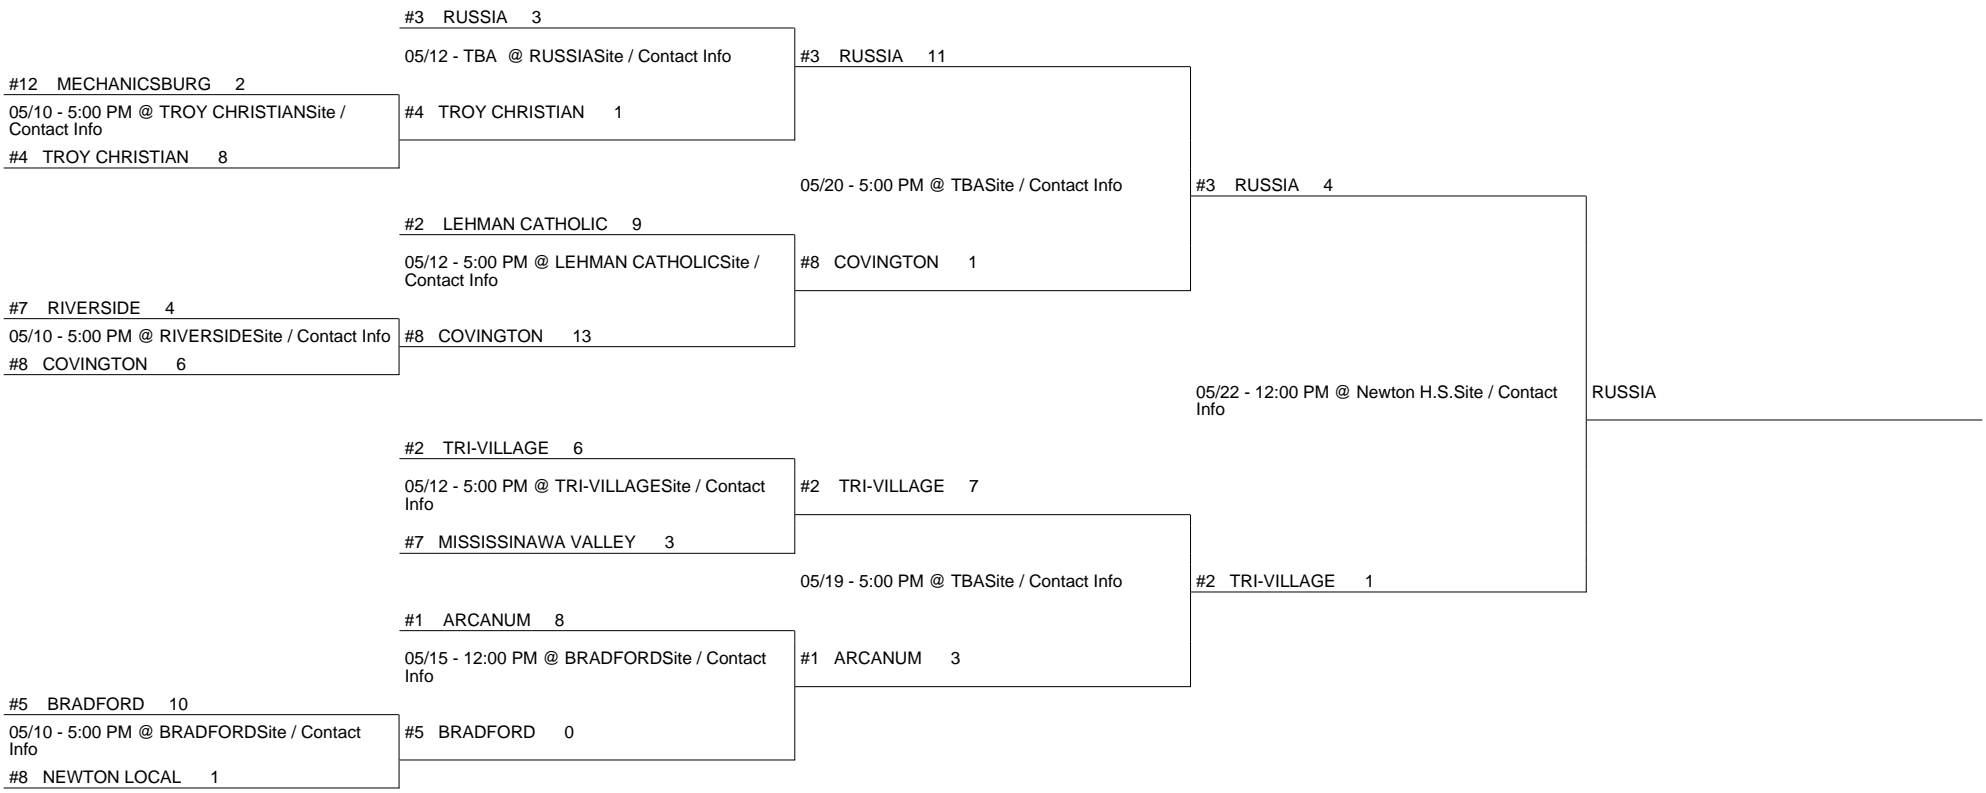 #3 RUSSIA 3
05/12 - TBA @ RUSSIASite / Contact Info
#3 RUSSIA 11
#12 MECHANICSBURG 2
05/10 - 5:00 PM @ TROY CHRISTIANSite /
Contact Info
#4 TROY CHRISTIAN 1
#4 TROY CHRISTIAN 8
05/20 - 5:00 PM @ TBASite / Contact Info
#3 RUSSIA 4
#2 LEHMAN CATHOLIC 9
05/12 - 5:00 PM @ LEHMAN CATHOLICSite /
Contact Info
#8 COVINGTON 1
#7 RIVERSIDE 4
05/10 - 5:00 PM @ RIVERSIDESite / Contact Info
#8 COVINGTON 13
#8 COVINGTON 6
05/22 - 12:00 PM @ Newton H.S.Site / Contact
Info
RUSSIA
#2 TRI-VILLAGE 6
05/12 - 5:00 PM @ TRI-VILLAGESite / Contact
Info
#2 TRI-VILLAGE 7
#7 MISSISSINAWA VALLEY 3
05/19 - 5:00 PM @ TBASite / Contact Info
#2 TRI-VILLAGE 1
#1 ARCANUM 8
05/15 - 12:00 PM @ BRADFORDSite / Contact
Info
#1 ARCANUM 3
#5 BRADFORD 10
05/10 - 5:00 PM @ BRADFORDSite / Contact
Info
#5 BRADFORD 0
#8 NEWTON LOCAL 1